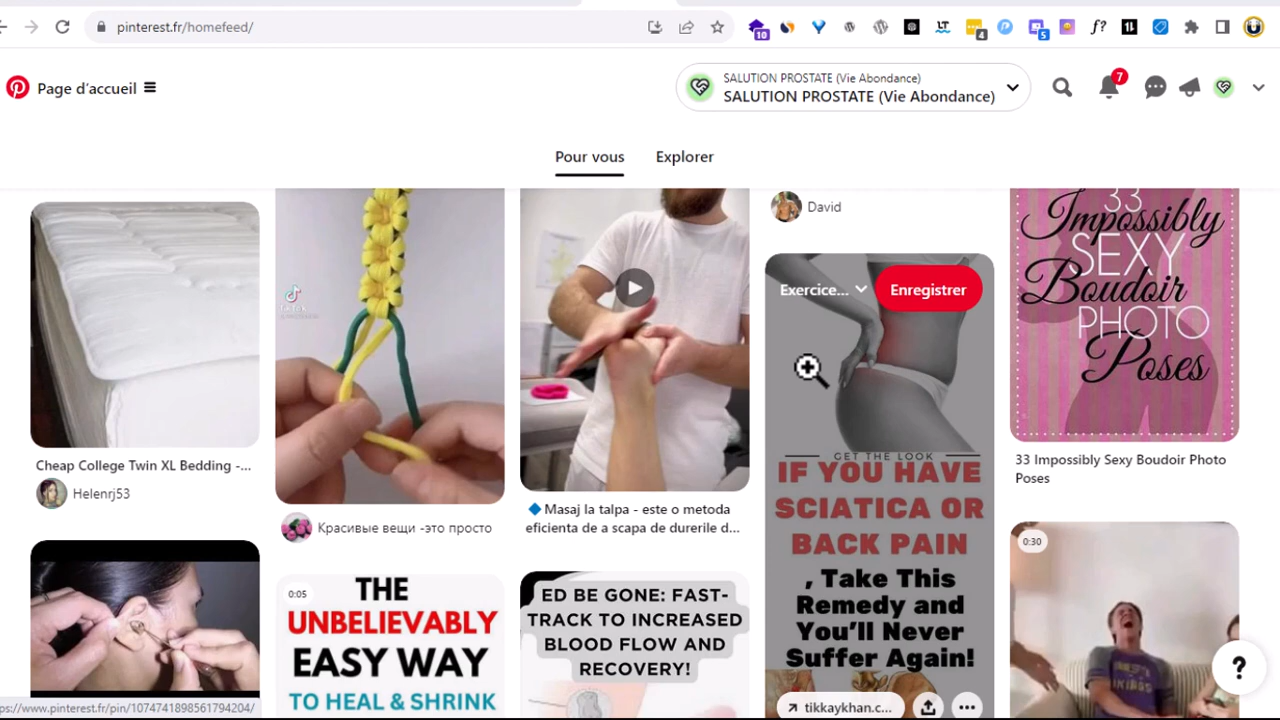 pinterest.fr/homefeed/
10
LT
4
5
f?
Page d'accueil
SALUTION PROSTATE (Vie Abondance)
SALUTION PROSTATE (Vie Abondance)
7
Pour vous
Explorer
Cheap College Twin XL Bedding -...
Helenrj53
Красивые вещи -это просто
0:05
THE
UNBELIEVABLY
EASY WAY
TO HEAL & SHRINK
Masaj la talpa - este o metoda
eficienta de a scapa de durerile d...
ED BE GONE: FAST-
TRACK TO INCREASED
BLOOD FLOW AND
RECOVERY!
David
Exercice...
Enregistrer
GET THE LOOK
IF YOU HAVE
SCIATICA OR
BACK PAIN
, Take This
Remedy and
You'll Never
Suffer Again!
tikkaykhan.c...
33
Impossibly
SEXY
Boudoir
PHOTO
Poses
33 Impossibly Sexy Boudoir Photo
Poses
0:30
?
ps://www.pinterest.fr/pin/1074741898561794204/